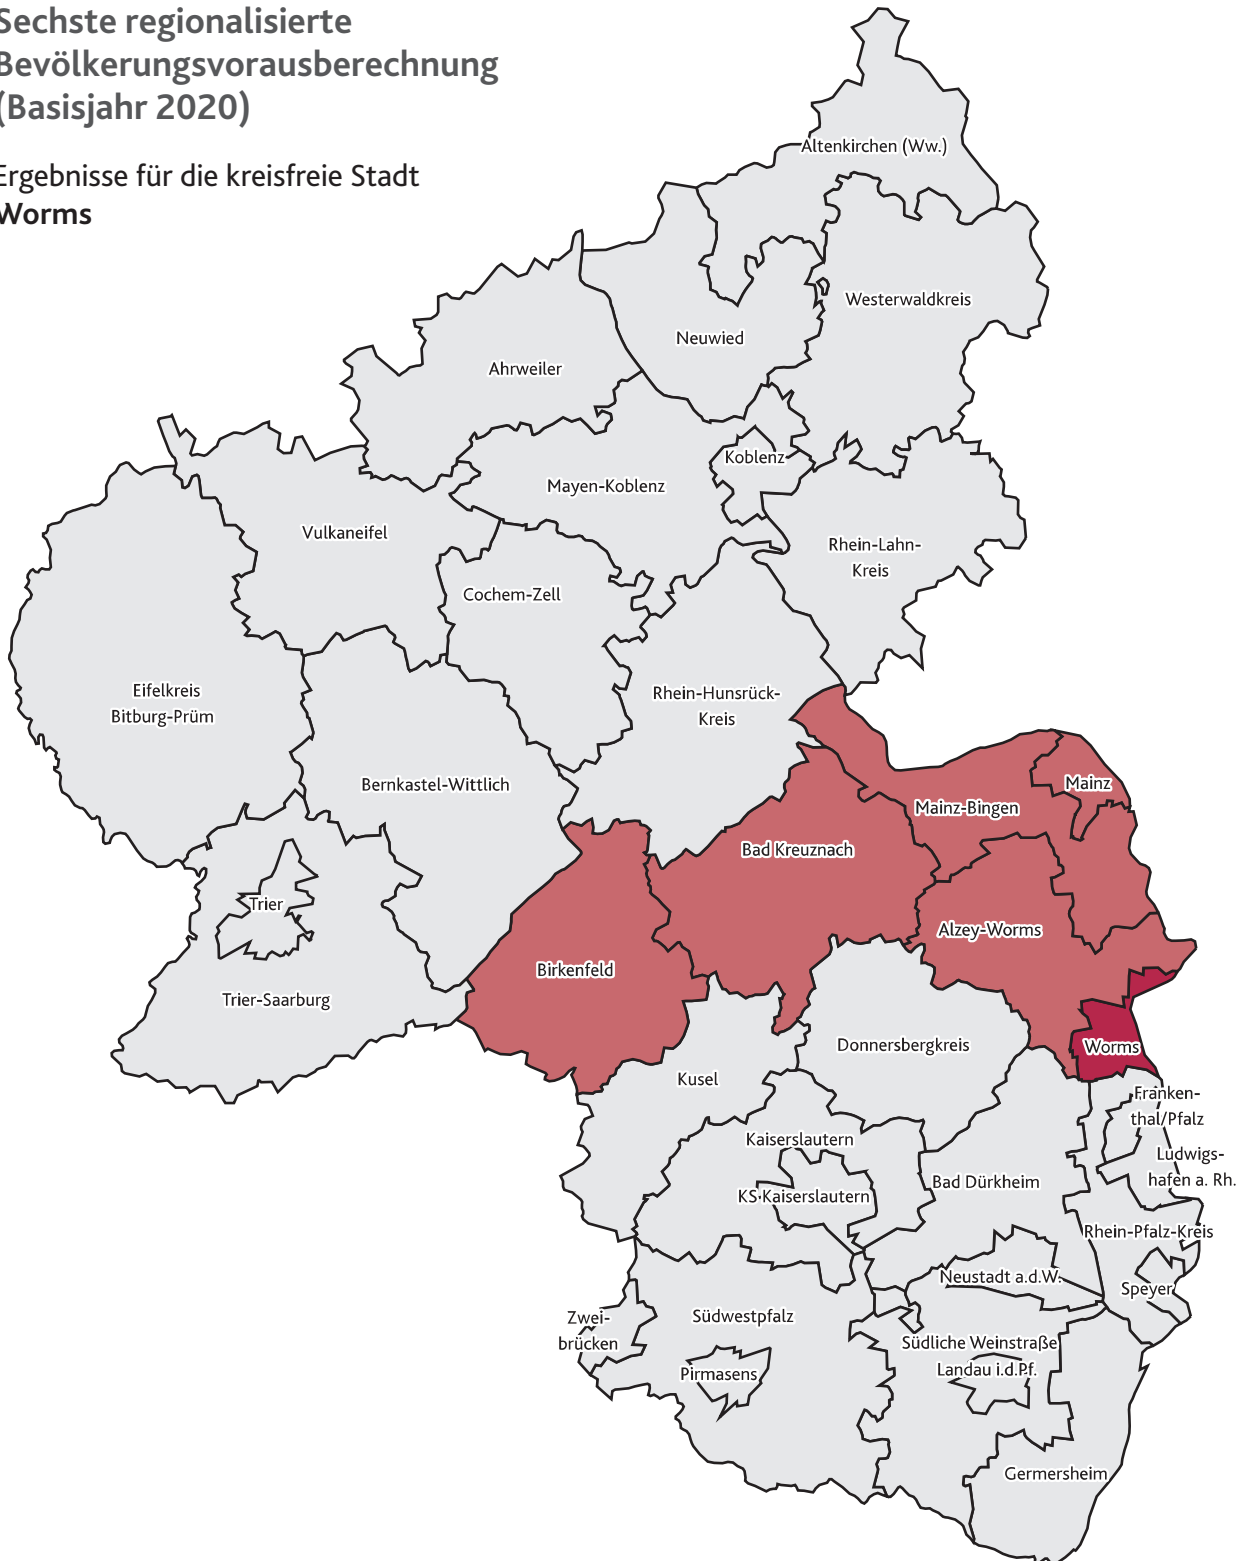 Sechste regionalisierte
Bevölkerungsvorausberechnung
(Basisjahr 2020)
Ergebnisse für die kreisfreie Stadt
Worms
Altenkirchen (Ww.)
Westerwaldkreis
Neuwied
Ahrweiler
Koblenz
Mayen-Koblenz
Vulkaneifel
Rhein-Lahn-
Kreis
Cochem-Zell
Eifelkreis
Bitburg-Prüm
Rhein-Hunsrück-
Kreis
Bernkastel-Wittlich
Mainz
Mainz-Bingen
Bad Kreuznach
Trier
Alzey-Worms
Birkenfeld
Trier-Saarburg
Donnersbergkreis
Worms
Kusel
Franken-
thal/Pfalz
Kaiserslautern
Ludwigs-
hafen a. Rh.
Bad Dürkheim
KS-Kaiserslautern
Rhein-Pfalz-Kreis
Neustadt a.d.W.
Speyer
Zwei-
brücken
Südwestpfalz
Südliche Weinstraße
Landau i.d.Pf.
Pirmasens
Germersheim